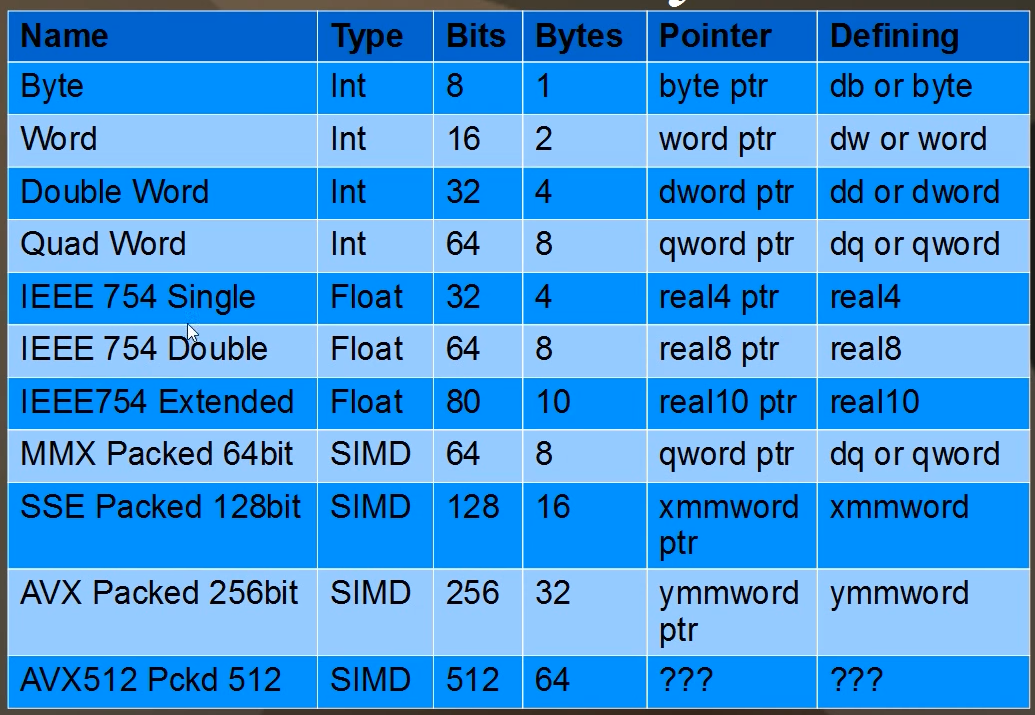 Name Type Bits Bytes Pointer Defining
Byte Int 8 1 byte ptr db or byte
Word Int 16 2 word ptr dw or word
Double Word Int 32 4 dword ptr dd or dword
Quad Word Int 64 8 qword ptr dq or qword
IEEE 754 Single Float 32 4 real4 ptr real4
IEEE 754 Double Float 64 8 real8 ptr real8
IEEE754 Extended Float 80 10 real10 ptr real10
MMX Packed 64bit SIMD 64 8 qword ptr dq or qword
SSE Packed 128bit SIMD 128 16 xmmword ptr xmmword
AVX Packed 256bit SIMD 256 32 ymmword ptr ymmword
AVX512 Pckd 512 SIMD 512 64 ??? ???